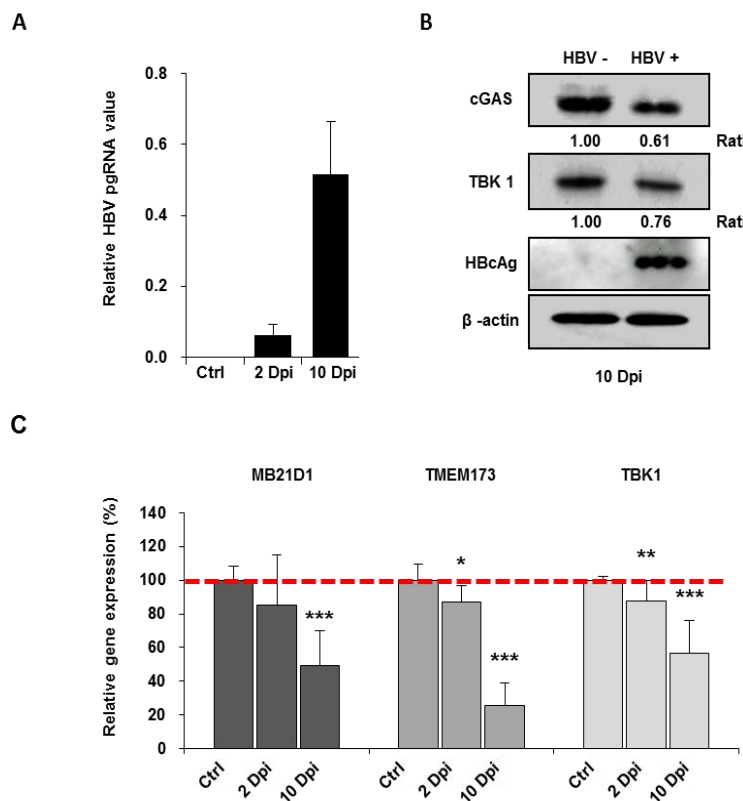 A
Relative HBV pgRNA value
0.8
0.6
0.4
0.2
0.0
Ctrl 2 Dpi 10 Dpi
B
HBV - HBV +
cGAS
1.00 0.61 Rati
TBK 1
1.00 0.76 Rati
HBcAg
β -actin
10 Dpi
C
MB21D1 TMEM173 TBK1
Relative gene expression (%)
140
120
100
80
60
40
20
0
*** * *** ** ***
Ctrl 2 Dpi 10 Dpi Ctrl 2 Dpi 10 Dpi Ctrl 2 Dpi 10 Dpi